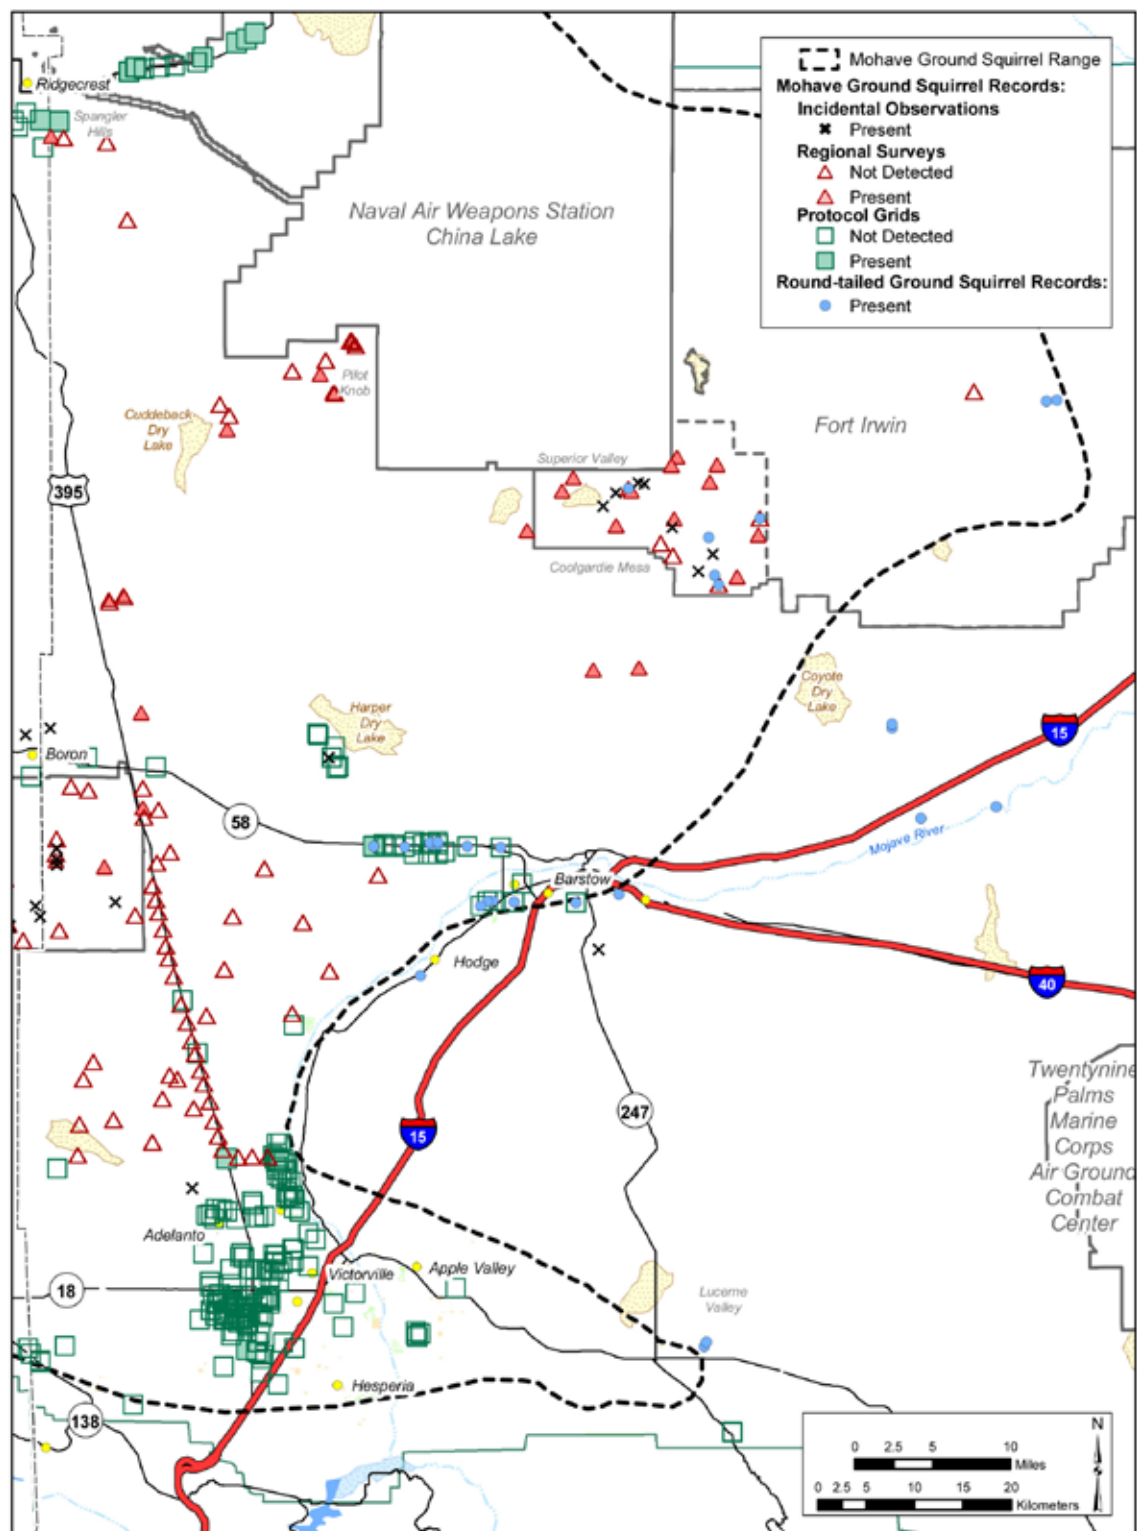 Mohave Ground Squirrel Range
Mohave Ground Squirrel Records:
Incidental Observations
Present
Regional Surveys
Not Detected
Present
Protocol Grids
Not Detected
Present
Round-tailed Ground Squirrel Records:
Present
Ridgecrest
Spangler
Hills
Naval Air Weapons Station
China Lake
Pilot
Knob
Cuddeback
Dry
Lake
Fort Irwin
Superior Valley
395
Coolgardie Mesa
Coyote
Dry
Lake
Harper
Dry
Lake
15
Boron
58
Mojave River
Barstow
Hodge
40
Twentynine
Palms
Marine
Corps
Air Ground
Combat
Center
247
15
Adelanto
Victorville
Apple Valley
18
Lucerne
Valley
Hesperia
138
N
0 2.5 5 10
Miles
0 2.5 5 10 15 20
Kilometers